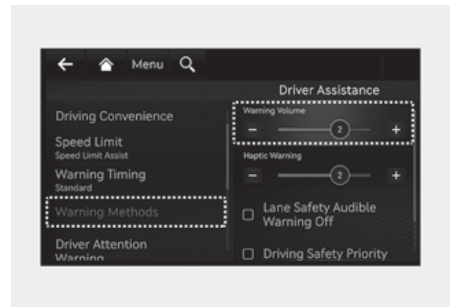 Menu
Driver Assistance
Driving Convenience
Speed Limit
Speed Limit Assist
Warning Timing
Standard
Warning Methods
Driver Attention
Warning
Warning Volume
2
Haptic Warning
2
Lane Safety Audible
Warning Off
Driving Safety Priority